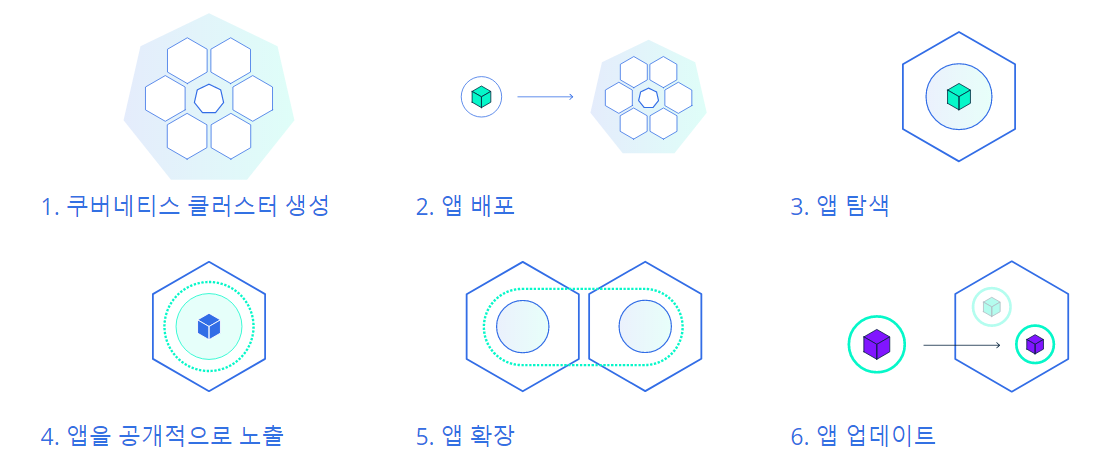 1. 쿠버네티스 클러스터 생성
2. 앱 배포
3. 앱 탐색
4. 앱을 공개적으로 노출
5. 앱 확장
6. 앱 업데이트